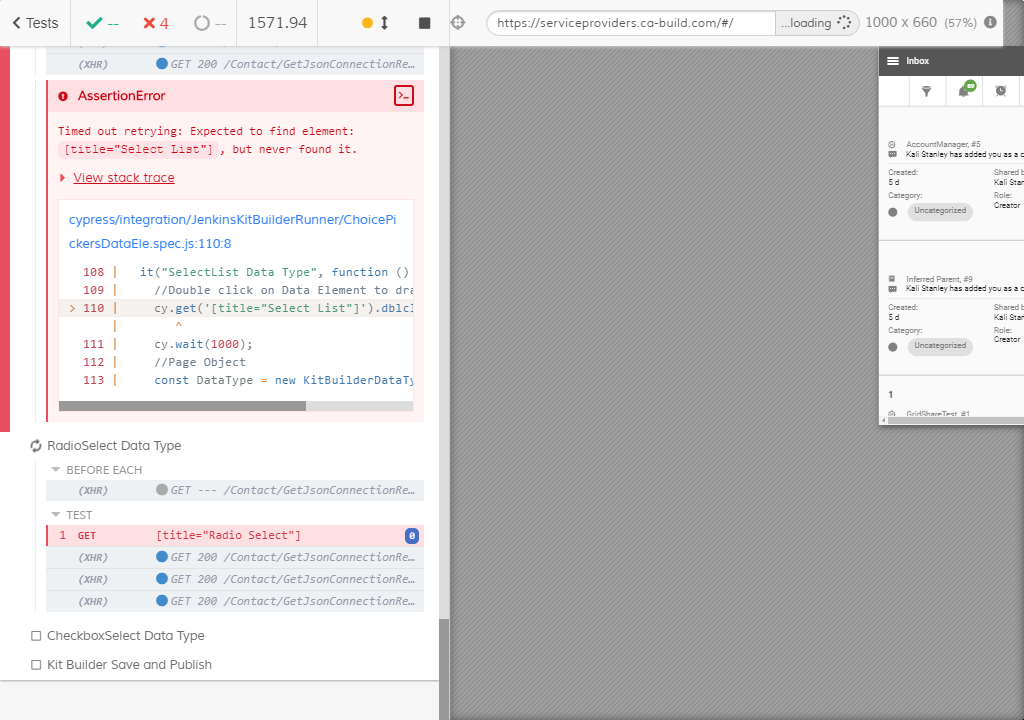 Tests
--
4
--
1571.94
https://serviceproviders.ca-build.com/#/
...loading
1000 x 660 (57%)
(XHR) GET 200 /Contact/GetJsonConnectionRe...
AssertionError
Timed out retrying: Expected to find element:
[title="Select List"], but never found it.
View stack trace
cypress/integration/JenkinsKitBuilderRunner/ChoicePi
ckersDataEle.spec.js:110:8
108 | it("SelectList Data Type", function ()
109 | //Double click on Data Element to dra
> 110 | cy.get('[title="Select List"]').dblcl
| ^
111 | cy.wait(1000);
112 | //Page Object
113 | const DataType = new KitBuilderDataTy
RadioSelect Data Type
BEFORE EACH
(XHR) GET --- /Contact/GetJsonConnectionRe...
TEST
1 GET [title="Radio Select"] 0
(XHR) GET 200 /Contact/GetJsonConnectionRe...
(XHR) GET 200 /Contact/GetJsonConnectionRe...
(XHR) GET 200 /Contact/GetJsonConnectionRe...
CheckboxSelect Data Type
Kit Builder Save and Publish
Inbox
AccountManager, #5
Kali Stanley has added you as a c
Created: Shared b
5 d Kali Stan
Category: Role:
Uncategorized Creator
Inferred Parent, #9
Kali Stanley has added you as a c
Created: Shared b
5 d Kali Stan
Category: Role:
Uncategorized Creator
1
GridShareTest, #1